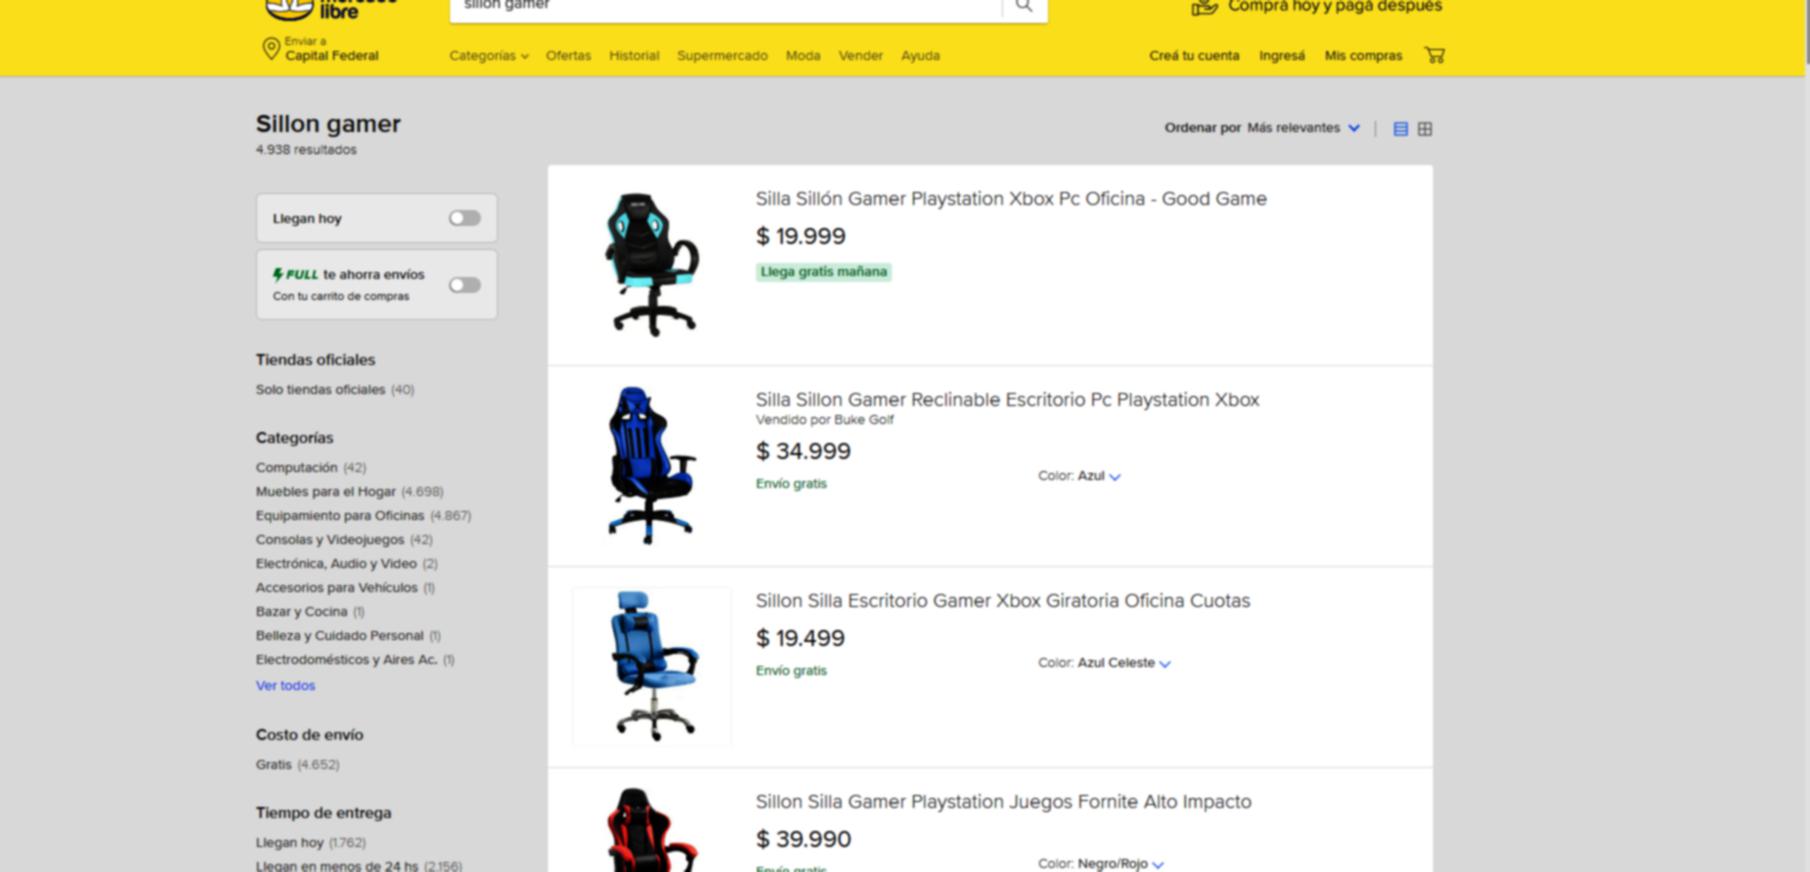 mercado
libre
sillon gamer
Comprá hoy y pagá después
Enviar a
Capital Federal
Categorías
Ofertas
Historial
Supermercado
Moda
Vender
Ayuda
Creá tu cuenta
Ingresá
Mis compras
Sillon gamer
4.938 resultados
Ordenar por Más relevantes
Llegan hoy
FULL te ahorra envíos
Con tu carrito de compras
Tiendas oficiales
Solo tiendas oficiales (40)
Categorías
Computación (42)
Muebles para el Hogar (4.698)
Equipamiento para Oficinas (4.867)
Consolas y Videojuegos (42)
Electrónica, Audio y Video (2)
Accesorios para Vehículos (1)
Bazar y Cocina (1)
Belleza y Cuidado Personal (1)
Electrodomésticos y Aires Ac. (1)
Ver todos
Costo de envío
Gratis (4.652)
Tiempo de entrega
Llegan hoy (1.762)
Llegan en menos de 24 hs (2.156)
Silla Sillón Gamer Playstation Xbox Pc Oficina - Good Game
$ 19.999
Llega gratis mañana
Silla Sillon Gamer Reclinable Escritorio Pc Playstation Xbox
Vendido por Buke Golf
$ 34.999
Envío gratis
Color: Azul
Sillon Silla Escritorio Gamer Xbox Giratoria Oficina Cuotas
$ 19.499
Envío gratis
Color: Azul Celeste
Sillon Silla Gamer Playstation Juegos Fornite Alto Impacto
$ 39.990
Envío gratis
Color: Negro/Rojo